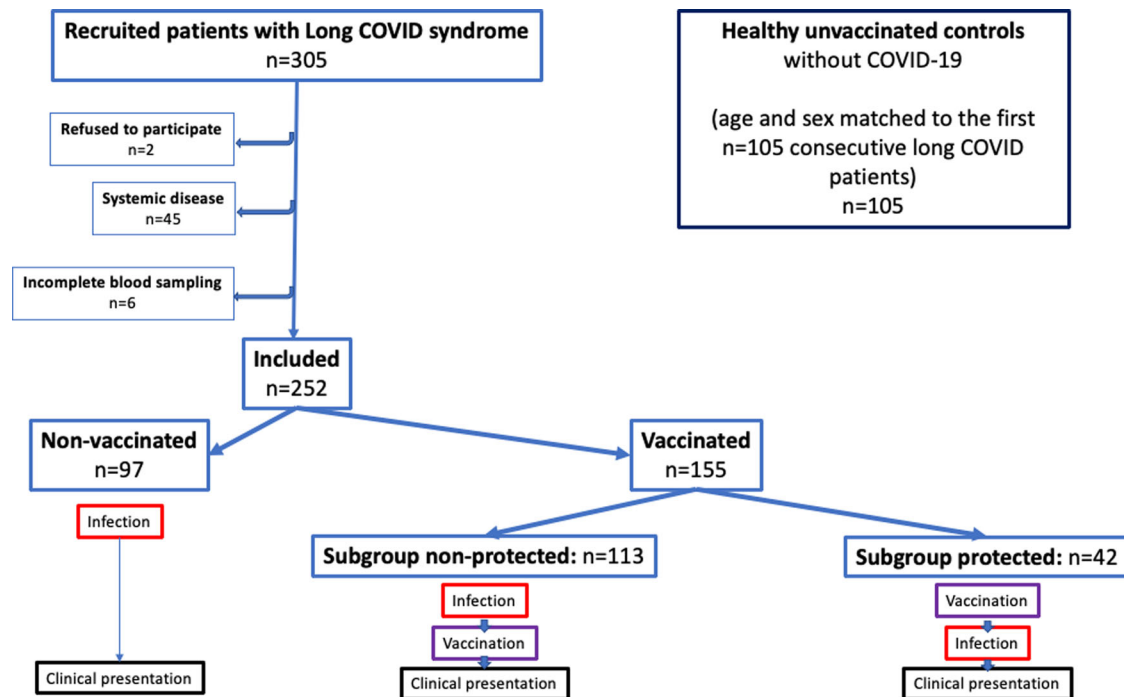 Recruited patients with Long COVID syndrome
n=305
Healthy unvaccinated controls
without COVID-19
(age and sex matched to the first
n=105 consecutive long COVID
patients)
n=105
Refused to participate
n=2
Systemic disease
n=45
Incomplete blood sampling
n=6
Included
n=252
Non-vaccinated
n=97
Vaccinated
n=155
Infection
Clinical presentation
Subgroup non-protected: n=113
Infection
Vaccination
Clinical presentation
Subgroup protected: n=42
Vaccination
Infection
Clinical presentation